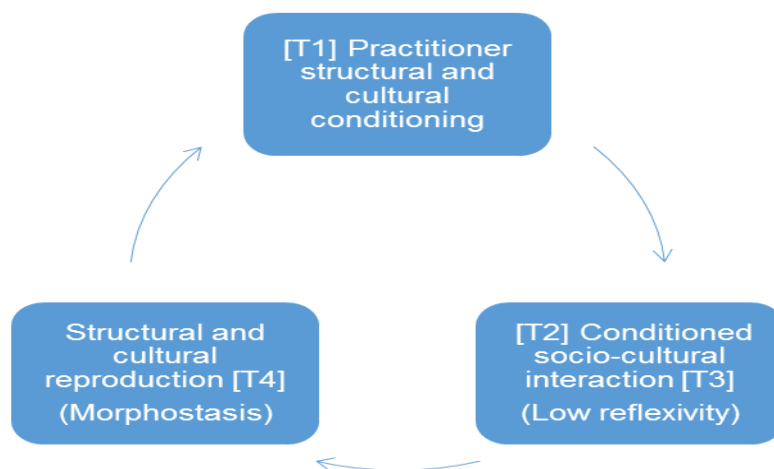 [T1] Practitioner
structural and
cultural
conditioning
Structural and
cultural
reproduction [T4]
(Morphostasis)
[T2] Conditioned
socio-cultural
interaction [T3]
(Low reflexivity)